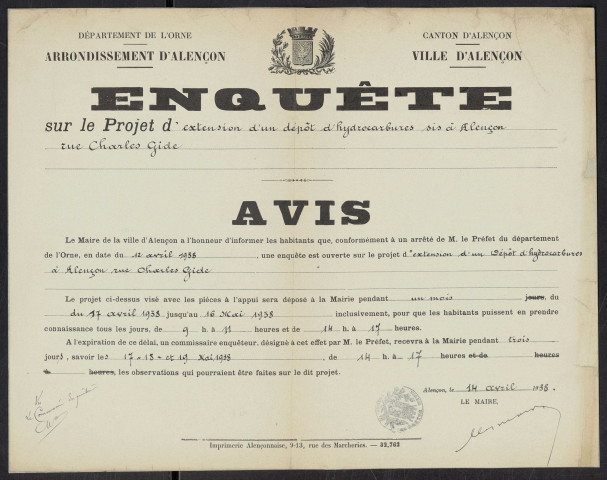 DÉPARTEMENT DE L'ORNE
ARRONDISSEMENT D'ALENÇON
CANTON D'ALENÇON
VILLE D'ALENÇON
ENQUÊTE
sur le Projet d'extension d'un dépôt d'hydrocarbures sis à Alençon
rue Charles Gide
AVIS
Le Maire de la ville d'Alençon a l'honneur d'informer les habitants que, conformément à un arrêté de M. le Préfet du département
de l'Orne, en date du 12 avril 1938, une enquête est ouverte sur le projet d'extension d'un Dépôt d'hydrocarbures
à Alençon rue Charles Gide
Le projet ci-dessus visé avec les pièces à l'appui sera déposé à la Mairie pendant un mois jours, du
du 17 avril 1938 jusqu'au 16 Mai 1938 inclusivement, pour que les habitants puissent en prendre
connaissance tous les jours, de 9 h. à 11 heures et de 14 h. à 17 heures.
A l'expiration de ce délai, un commissaire enquêteur, désigné à cet effet par M. le Préfet, recevra à la Mairie pendant trois
jours, savoir les 17-18- et 19 Mai 1938, de 14 h. à 17 heures et de heures
à heures, les observations qui pourraient être faites sur le dit projet.
Alençon, le 14 avril 1938.
LE MAIRE,
Vu
Le Commissaire Enquêteur
Imprimerie Alençonnaise, 9-13, rue des Marcheries. — 32,762